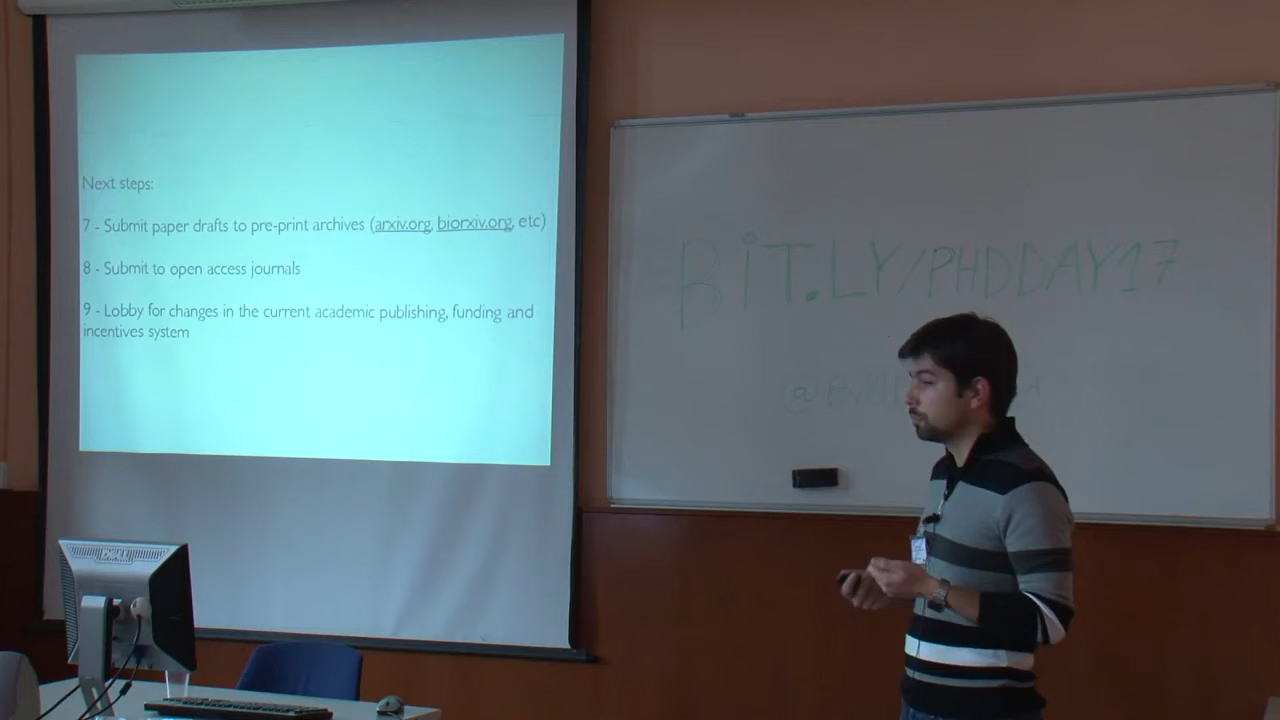 Next steps:
7 - Submit paper drafts to pre-print archives (arxiv.org, biorxiv.org, etc)
8 - Submit to open access journals
9 - Lobby for changes in the current academic publishing, funding and
incentives system
BiT.LY/PHDDAY17